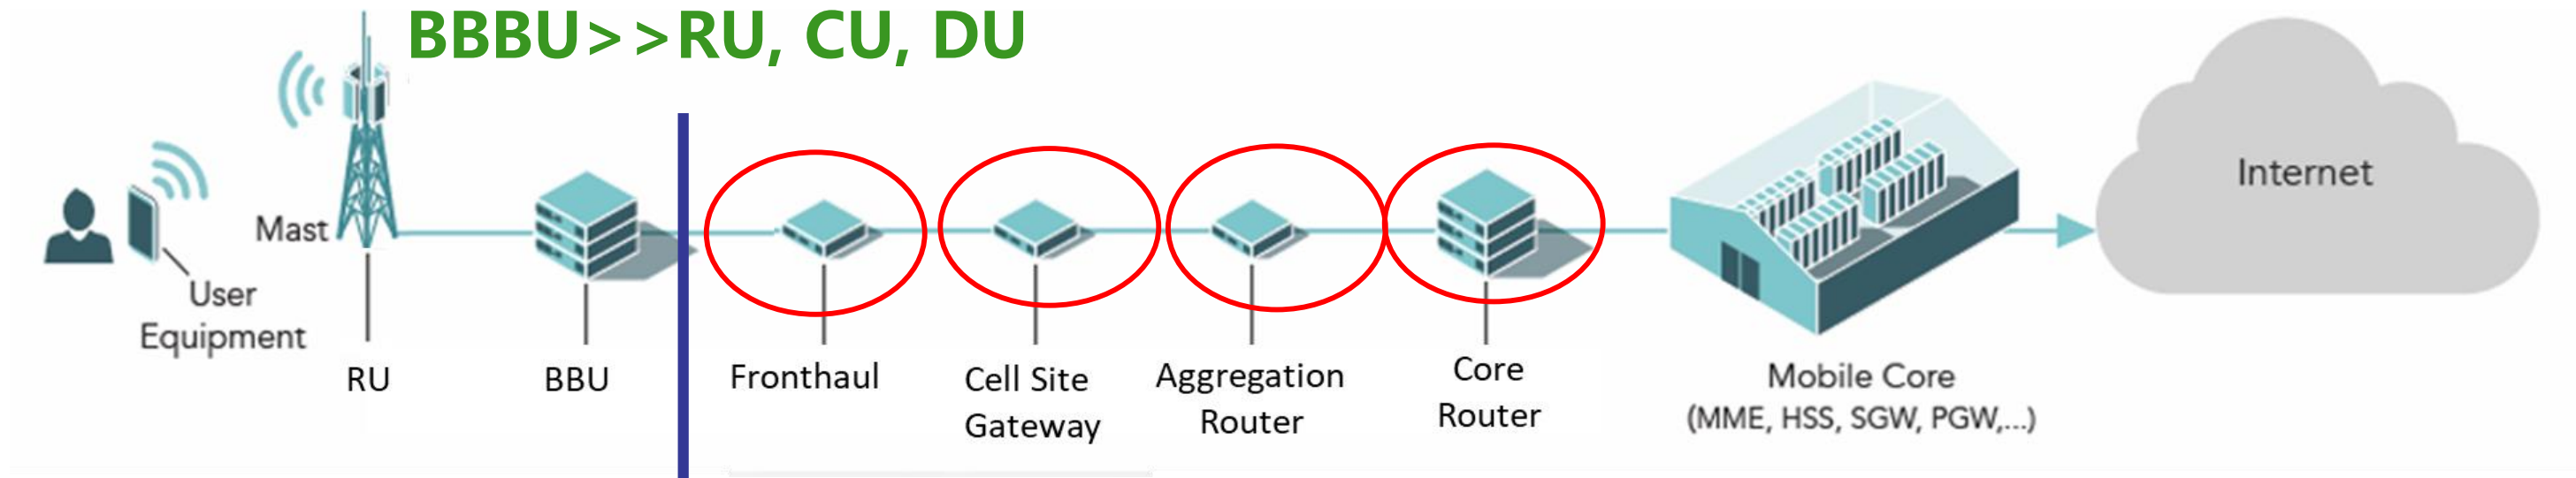 BBBU>>RU, CU, DU
Internet
Mast
User
Equipment
RU
BBU
Fronthaul
Cell Site
Gateway
Aggregation
Router
Core
Router
Mobile Core
(MME, HSS, SGW, PGW,...)